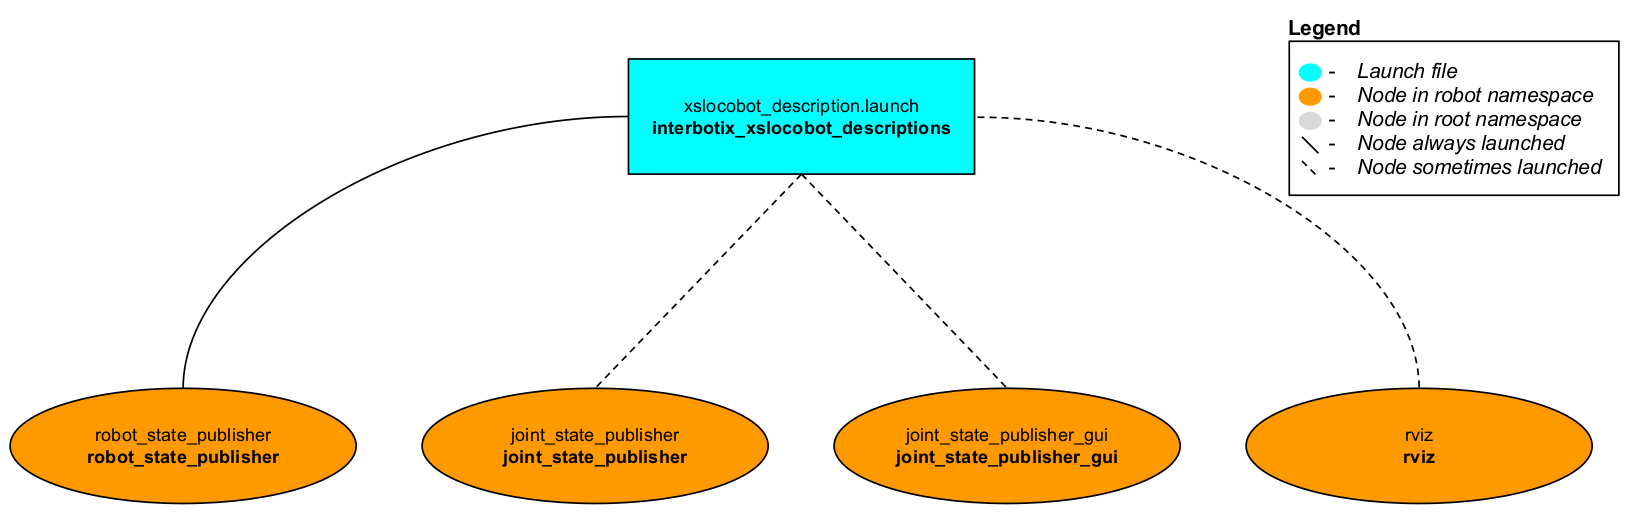 Legend
- Launch file
- Node in robot namespace
- Node in root namespace
- Node always launched
- Node sometimes launched
xslocobot_description.launch
interbotix_xslocobot_descriptions
robot_state_publisher
robot_state_publisher
joint_state_publisher
joint_state_publisher
joint_state_publisher_gui
joint_state_publisher_gui
rviz
rviz